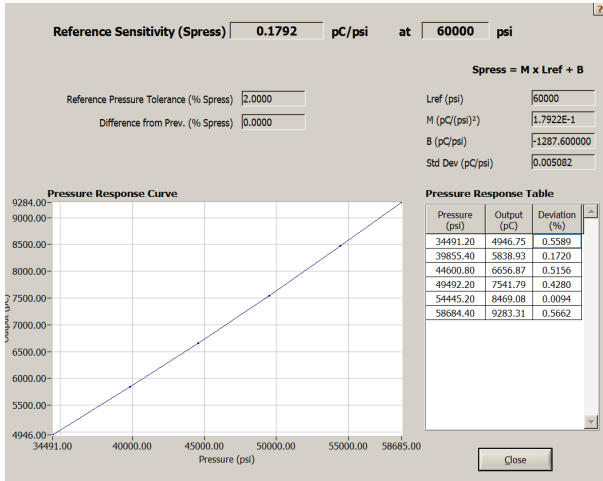 ?
Reference Sensitivity (Spress) 0.1792 pC/psi at 60000 psi
Spress = M x Lref + B
Reference Pressure Tolerance (% Spress) 2.0000
Difference from Prev. (% Spress) 0.0000
Lref (psi) 60000
M (pC/(psi)²) 1.7922E-1
B (pC/psi) -1287.600000
Std Dev (pC/psi) 0.005082
Pressure Response Curve
9284.00
9000.00
8500.00
8000.00
7500.00
7000.00
6500.00
6000.00
5500.00
4946.00
Output (pC)
34491.00 40000.00 45000.00 50000.00 55000.00 58685.00
Pressure (psi)
Pressure Response Table
Pressure Output Deviation
(psi) (pC) (%)
34491.20 4946.75 0.5589
39855.40 5838.93 0.1720
44600.80 6656.87 0.5156
49492.20 7541.79 0.4280
54445.20 8469.08 0.0094
58684.40 9283.31 0.5662
Close